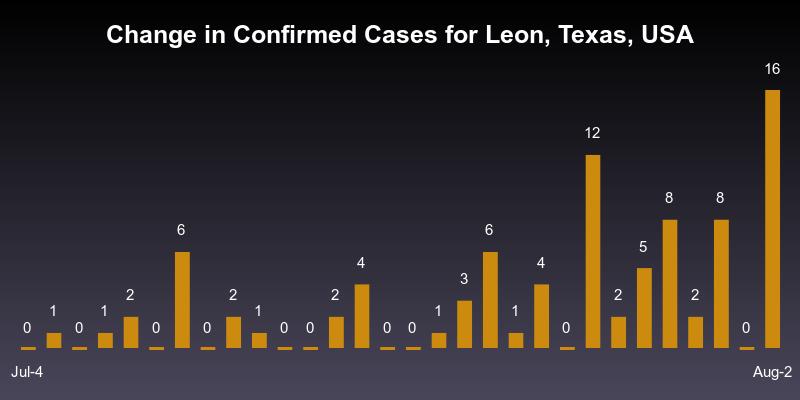 Change in Confirmed Cases for Leon, Texas, USA
0 1 0 1 2 0 6 0 2 1 0 0 2 4 0 0 1 3 6 1 4 0 12 2 5 8 2 8 0 16
Jul-4 Aug-2